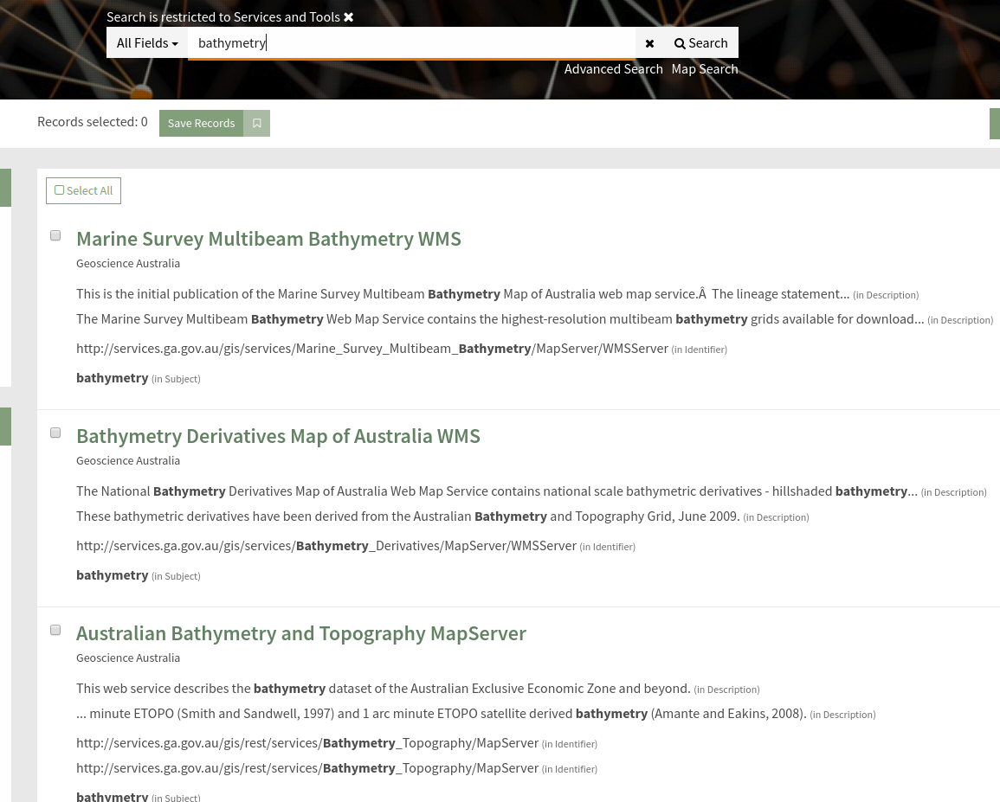 Search is restricted to Services and Tools ✖
All Fields bathymetry ✖ Search
Advanced Search Map Search
Records selected: 0 Save Records
Select All
Marine Survey Multibeam Bathymetry WMS
Geoscience Australia
This is the initial publication of the Marine Survey Multibeam Bathymetry Map of Australia web map service.Â  The lineage statement... (in Description)
The Marine Survey Multibeam Bathymetry Web Map Service contains the highest-resolution multibeam bathymetry grids available for download... (in Description)
http://services.ga.gov.au/gis/services/Marine_Survey_Multibeam_Bathymetry/MapServer/WMSServer (in Identifier)
bathymetry (in Subject)
Bathymetry Derivatives Map of Australia WMS
Geoscience Australia
The National Bathymetry Derivatives Map of Australia Web Map Service contains national scale bathymetric derivatives - hillshaded bathymetry... (in Description)
These bathymetric derivatives have been derived from the Australian Bathymetry and Topography Grid, June 2009. (in Description)
http://services.ga.gov.au/gis/services/Bathymetry_Derivatives/MapServer/WMSServer (in Identifier)
bathymetry (in Subject)
Australian Bathymetry and Topography MapServer
Geoscience Australia
This web service describes the bathymetry dataset of the Australian Exclusive Economic Zone and beyond. (in Description)
... minute ETOPO (Smith and Sandwell, 1997) and 1 arc minute ETOPO satellite derived bathymetry (Amante and Eakins, 2008). (in Description)
http://services.ga.gov.au/gis/rest/services/Bathymetry_Topography/MapServer (in Identifier)
http://services.ga.gov.au/gis/rest/services/Bathymetry_Topography/MapServer (in Identifier)
bathymetry (in Subject)